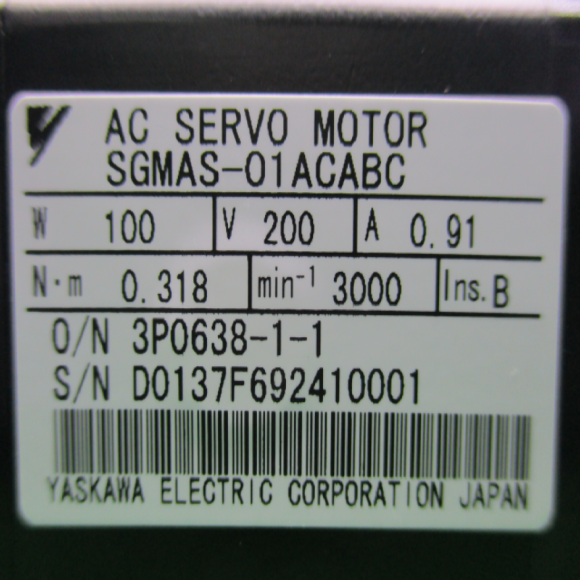 AC SERVO MOTOR
SGMAS-01ACABC
W 100 V 200 A 0.91
N·m 0.318 min⁻¹ 3000 Ins. B
O/N 3P0638-1-1
S/N D0137F692410001
YASKAWA ELECTRIC CORPORATION JAPAN